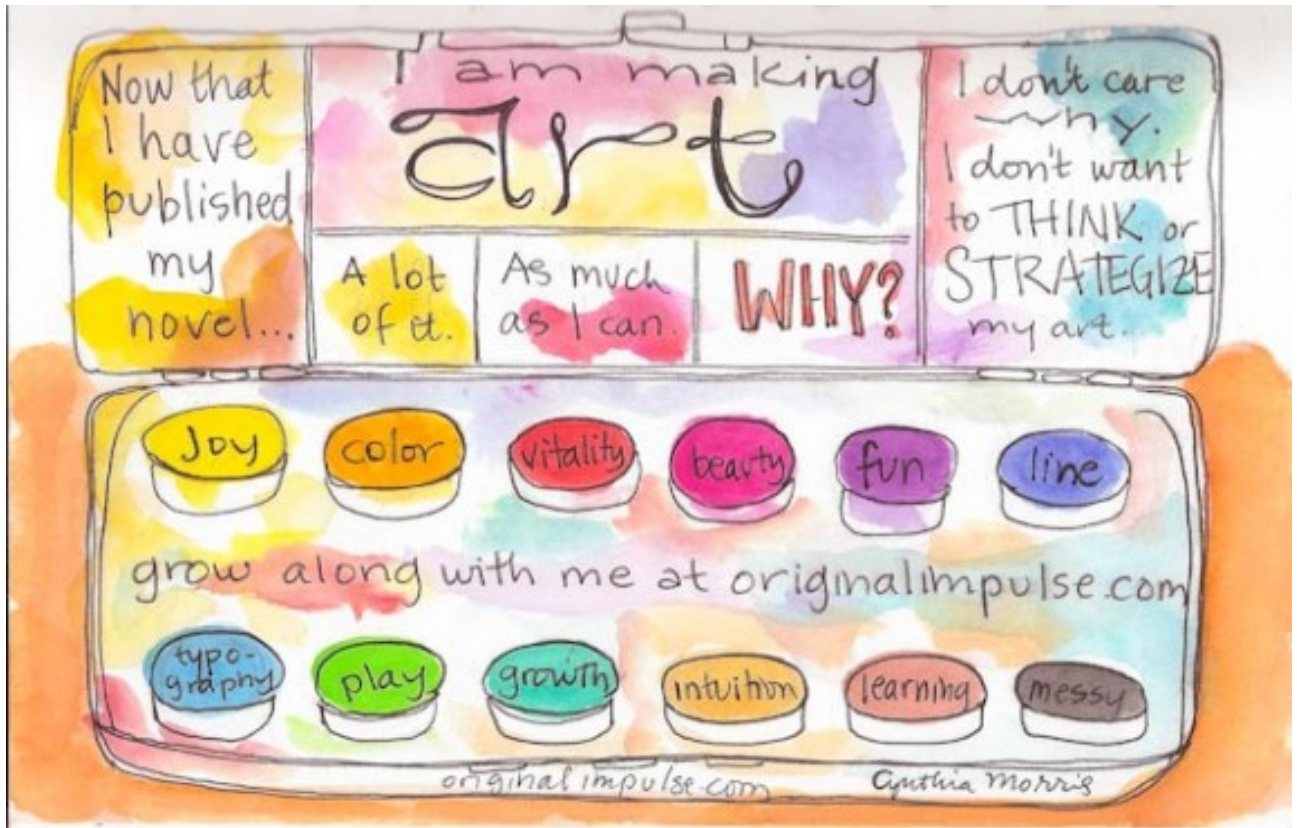 Now that
I have
published
my
novel...
I am making
art
A lot
of it.
As much
as I can.
WHY?
I don't care
why.
I don't want
to THINK or
STRATEGIZE
my art.
Joy
color
vitality
beauty
fun
line
grow along with me at originalimpulse.com
typo-
graphy
play
growth
intuition
learning
messy
originalimpulse.com
Cynthia Morris